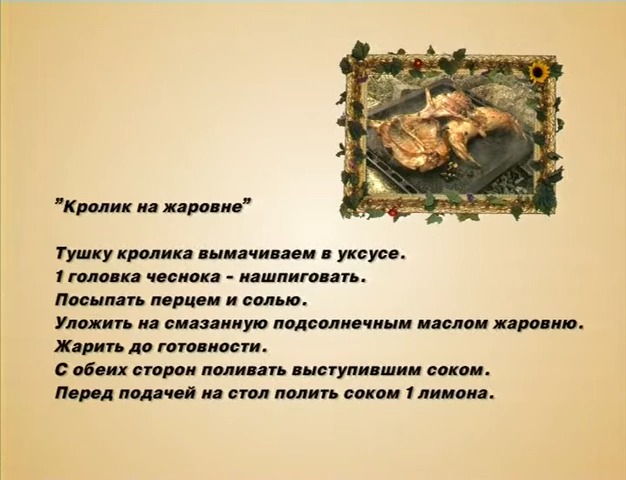 "Кролик на жаровне"
Тушку кролика вымачиваем в уксусе.
1 головка чеснока - нашпиговать.
Посыпать перцем и солью.
Уложить на смазанную подсолнечным маслом жаровню.
Жарить до готовности.
С обеих сторон поливать выступившим соком.
Перед подачей на стол полить соком 1 лимона.